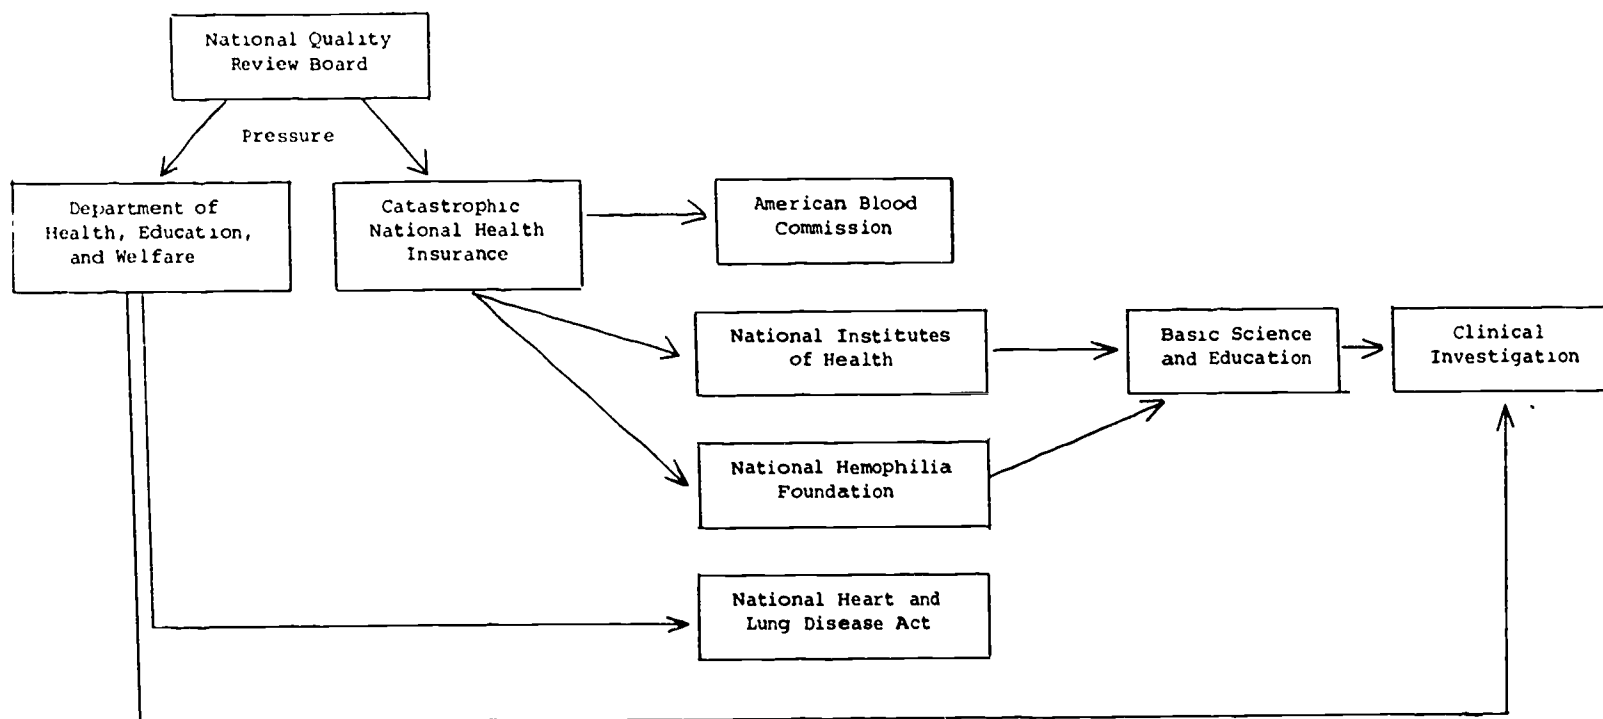 National Quality
Review Board
Pressure
Department of
Health, Education,
and Welfare
Catastrophic
National Health
Insurance
American Blood
Commission
National Institutes
of Health
Basic Science
and Education
Clinical
Investigation
National Hemophilia
Foundation
National Heart and
Lung Disease Act